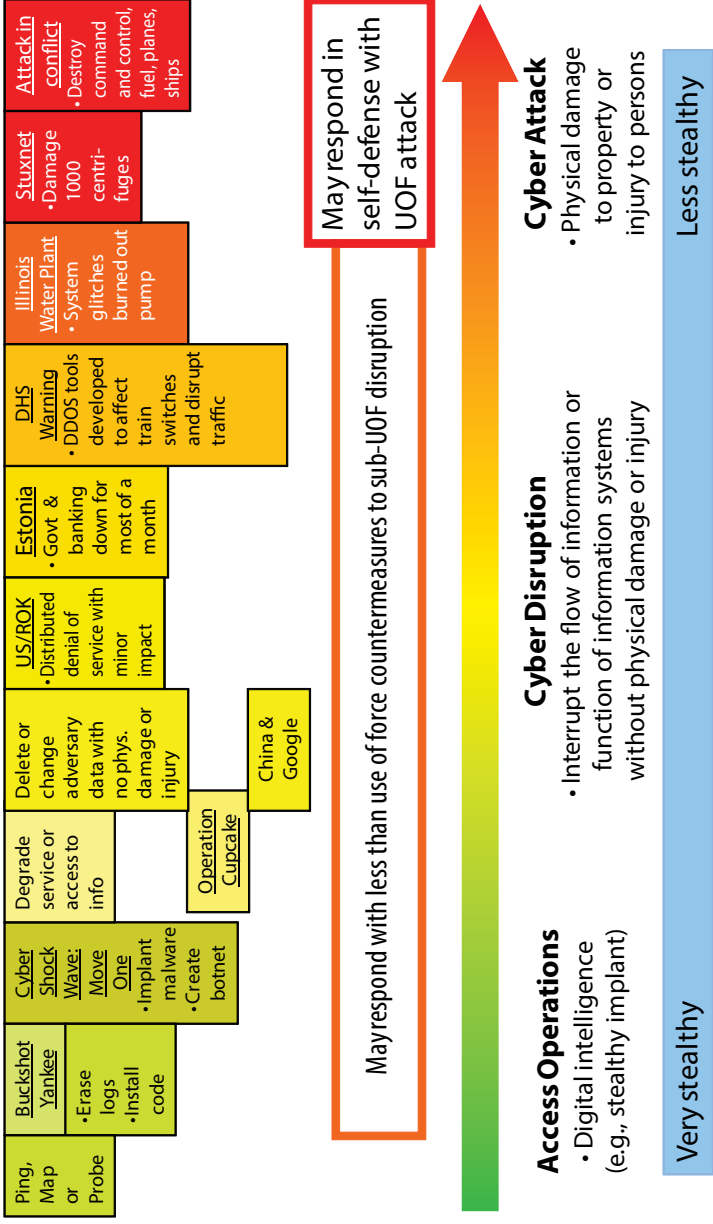 Ping,
Map
or
Probe
Buckshot
Yankee
• Erase
logs
• Install
code
Cyber
Shock
Wave:
Move
One
• Implant
malware
• Create
botnet
Degrade
service or
access to
info
Operation
Cupcake
Delete or
change
adversary
data with
no phys.
damage or
injury
China &
Google
US/ROK
• Distributed
denial of
service with
minor
impact
Estonia
• Govt &
banking
down for
most of a
month
DHS
Warning
• DDOS tools
developed
to affect
train
switches
and disrupt
traffic
Illinois
Water Plant
• System
glitches
burned out
pump
Stuxnet
• Damage
1000
centri-
fuges
Attack in
conflict
• Destroy
command
and control,
fuel, planes,
ships
May respond with less than use of force countermeasures to sub-UOF disruption
May respond in
self-defense with
UOF attack
Access Operations
• Digital intelligence
(e.g., stealthy implant)
Cyber Disruption
• Interrupt the flow of information or
function of information systems
without physical damage or injury
Cyber Attack
• Physical damage
to property or
injury to persons
Very stealthy
Less stealthy